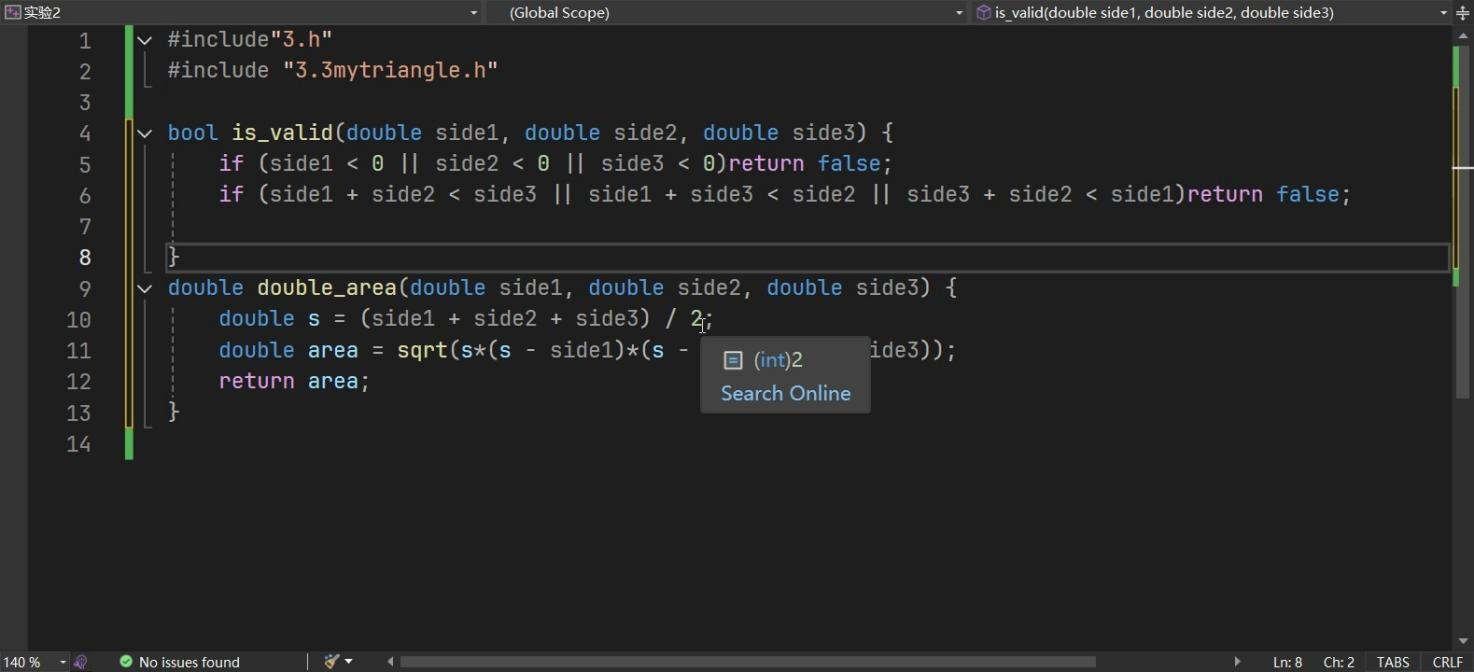 实验2 (Global Scope) is_valid(double side1, double side2, double side3)
1 #include"3.h"
2 #include "3.3mytriangle.h"
3
4 bool is_valid(double side1, double side2, double side3) {
5 if (side1 < 0 || side2 < 0 || side3 < 0)return false;
6 if (side1 + side2 < side3 || side1 + side3 < side2 || side3 + side2 < side1)return false;
7
8 }
9 double double_area(double side1, double side2, double side3) {
10 double s = (side1 + side2 + side3) / 2;
11 double area = sqrt(s*(s - side1)*(s - ide3));
(int)2
12 return area;
Search Online
13 }
14
140 % No issues found Ln: 8 Ch: 2 TABS CRLF